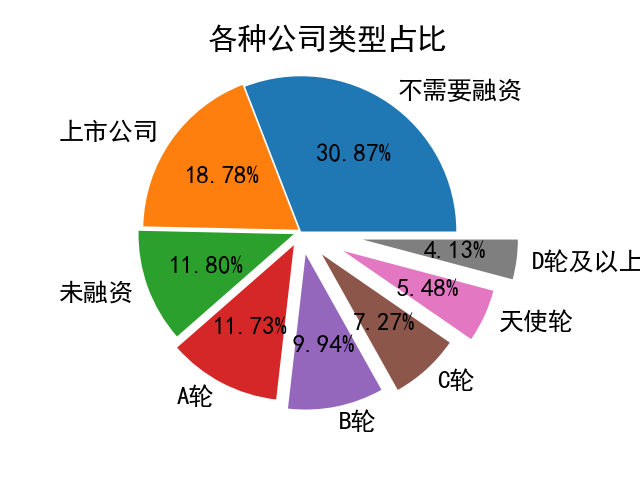 各种公司类型占比
不需要融资
30.87%
上市公司
18.78%
未融资
11.80%
A轮
11.73%
B轮
9.94%
C轮
7.27%
天使轮
5.48%
D轮及以上
4.13%